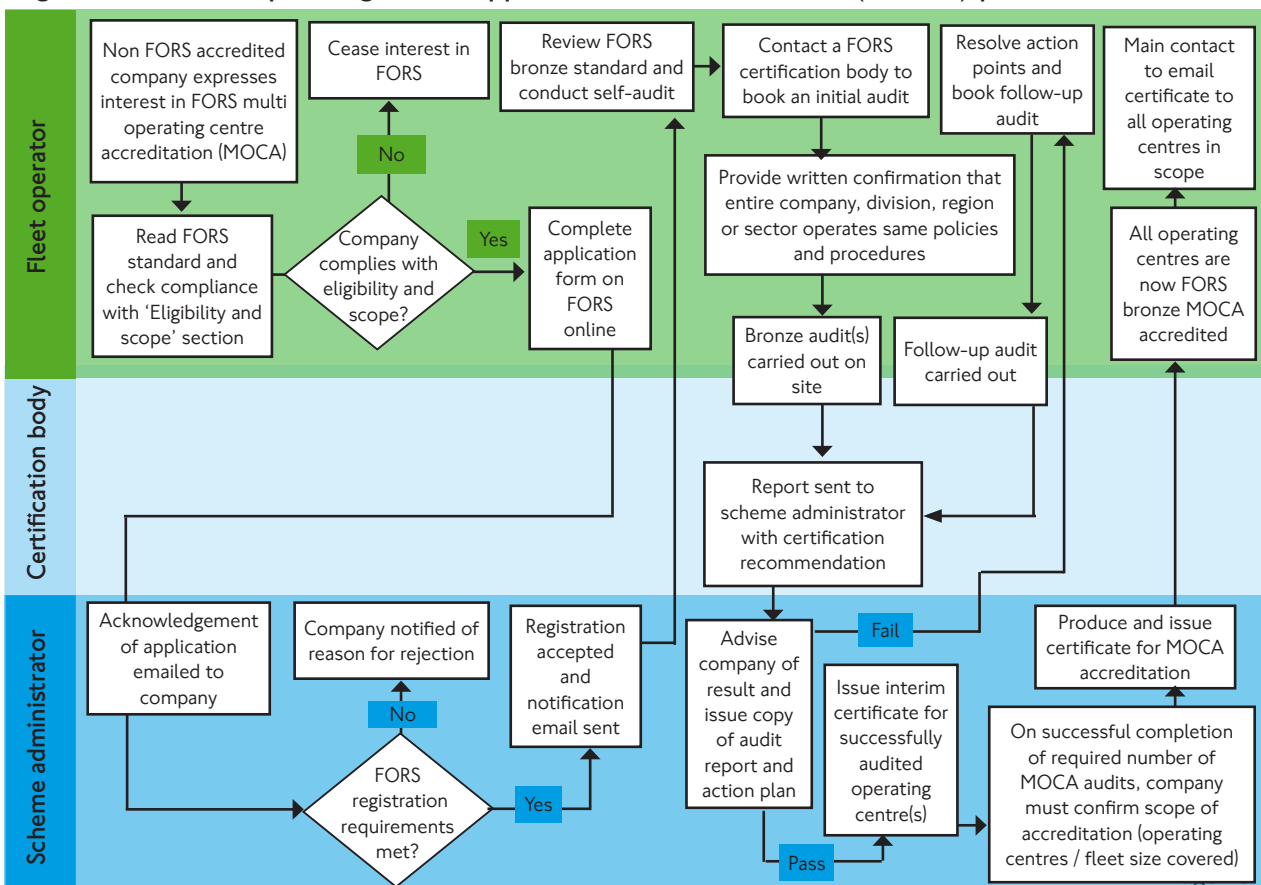 Fleet operator
Non FORS accredited
company expresses
interest in FORS multi
operating centre
accreditation (MOCA)
Cease interest in
FORS
No
Read FORS
standard and
check compliance
with ‘Eligibility and
scope’ section
Company
complies with
eligibility and
scope?
Yes
Complete
application
form on
FORS
online
Review FORS
bronze standard and
conduct self-audit
Contact a FORS
certification body to
book an initial audit
Provide written confirmation that
entire company, division, region
or sector operates same policies
and procedures
Bronze audit(s)
carried out on
site
Resolve action
points and
book follow-up
audit
Follow-up audit
carried out
Main contact
to email
certificate to
all operating
centres in
scope
All operating
centres are
now FORS
bronze MOCA
accredited
Certification body
Report sent to
scheme administrator
with certification
recommendation
Scheme administrator
Acknowledgement
of application
emailed to
company
Company notified of
reason for rejection
No
FORS
registration
requirements
met?
Yes
Registration
accepted
and
notification
email sent
Advise
company of
result and
issue copy
of audit
report and
action plan
Fail
Pass
Issue interim
certificate for
successfully
audited
operating
centre(s)
Produce and issue
certificate for MOCA
accreditation
On successful completion
of required number of
MOCA audits, company
must confirm scope of
accreditation (operating
centres / fleet size covered)